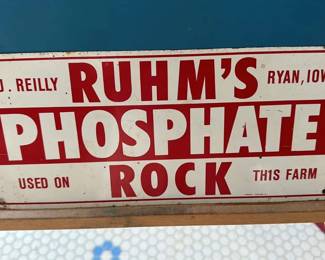 J. REILLY RUHM'S RYAN, IOW
PHOSPHATE
USED ON ROCK THIS FARM